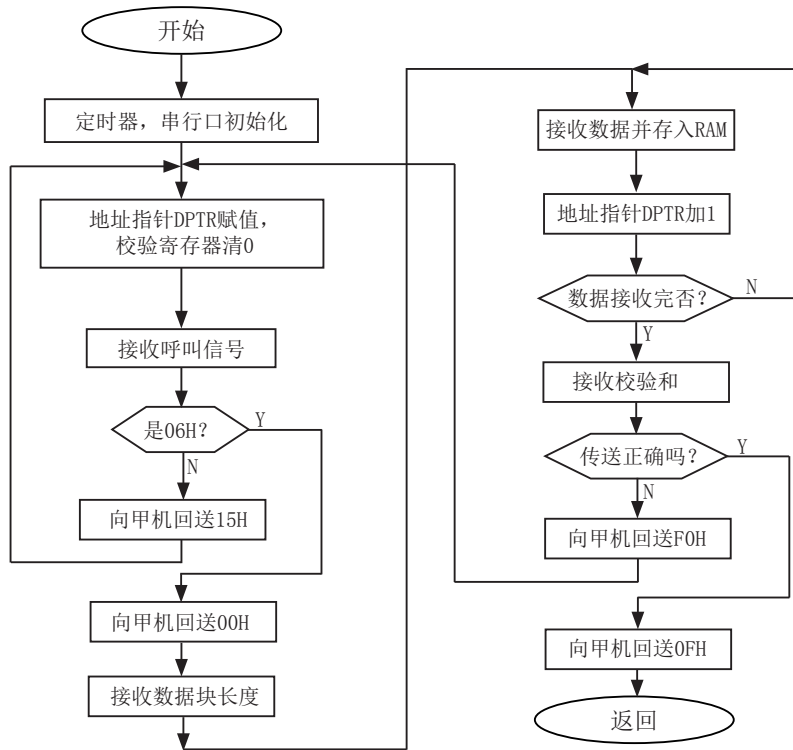 开始
定时器，串行口初始化
地址指针DPTR赋值，
校验寄存器清0
接收呼叫信号
是06H？
Y
N
向甲机回送15H
向甲机回送00H
接收数据块长度
接收数据并存入RAM
地址指针DPTR加1
数据接收完否？
N
Y
接收校验和
传送正确吗？
Y
N
向甲机回送F0H
向甲机回送0FH
返回